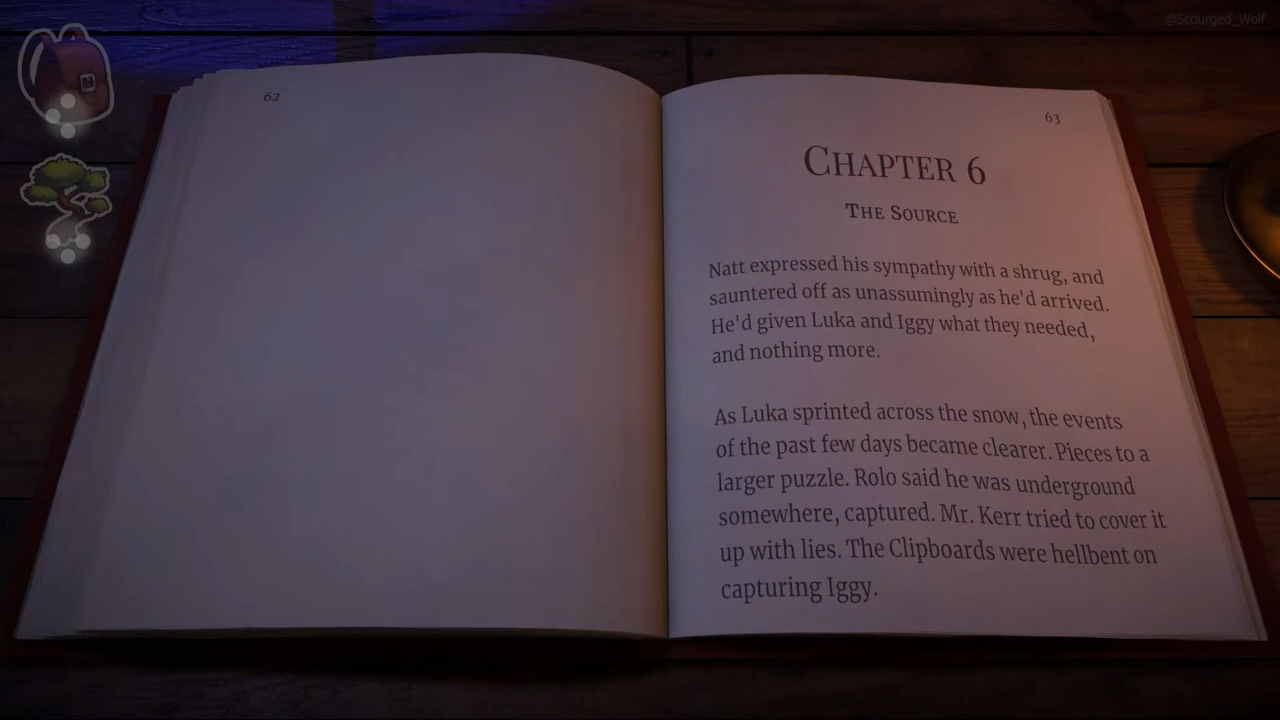 @Scourged_Wolf
62
63
Chapter 6
The Source
Natt expressed his sympathy with a shrug, and
sauntered off as unassumingly as he'd arrived.
He'd given Luka and Iggy what they needed,
and nothing more.
As Luka sprinted across the snow, the events
of the past few days became clearer. Pieces to a
larger puzzle. Rolo said he was underground
somewhere, captured. Mr. Kerr tried to cover it
up with lies. The Clipboards were hellbent on
capturing Iggy.